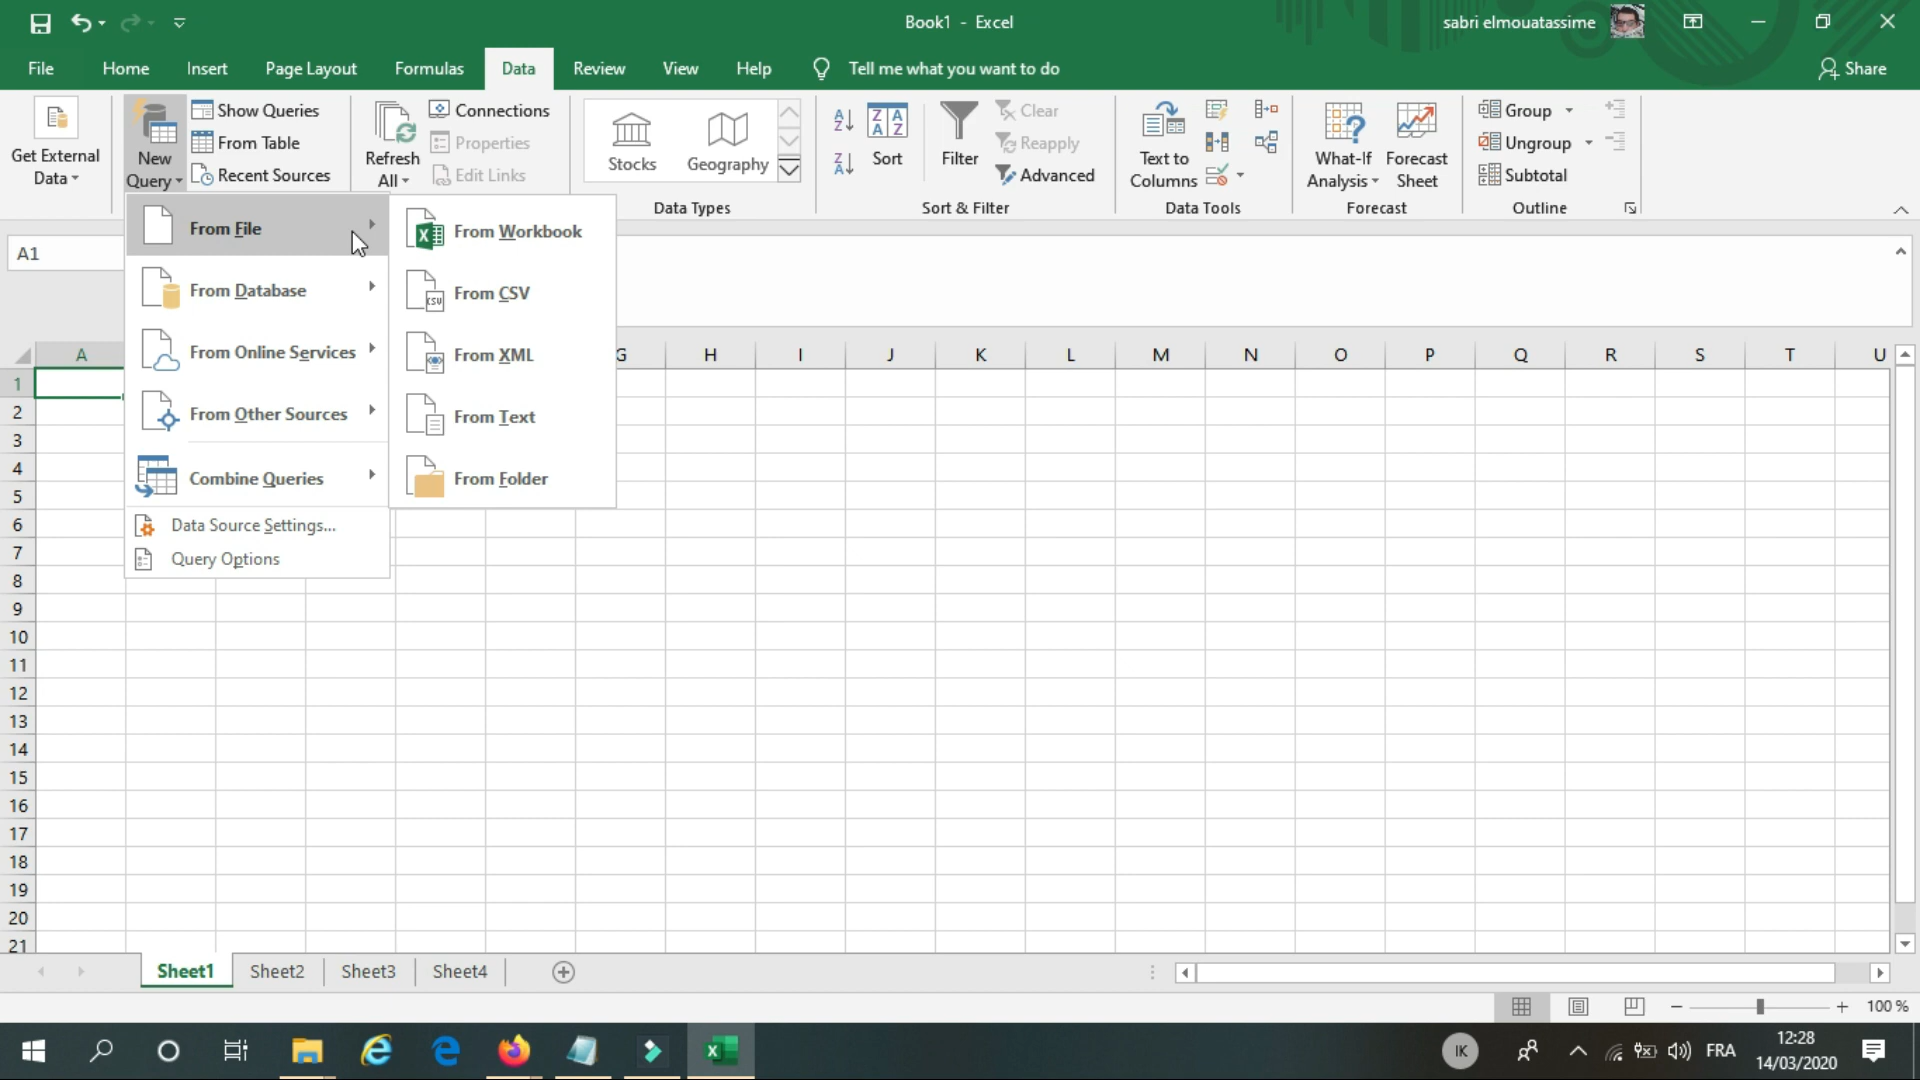 Book1 - Excel
sabri elmouatassime
File Home Insert Page Layout Formulas Data Review View Help Tell me what you want to do Share
Get External Data
New Query
Show Queries
From Table
Recent Sources
Refresh All
Connections
Properties
Edit Links
Stocks
Geography
Data Types
Sort
Filter
Clear
Reapply
Advanced
Sort & Filter
Text to Columns
Data Tools
What-If Analysis
Forecast Sheet
Forecast
Group
Ungroup
Subtotal
Outline
A1
From File
From Database
From Online Services
From Other Sources
Combine Queries
Data Source Settings...
Query Options
From Workbook
From CSV
From XML
From Text
From Folder
A G H I J K L M N O P Q R S T U
1
2
3
4
5
6
7
8
9
10
11
12
13
14
15
16
17
18
19
20
21
Sheet1 Sheet2 Sheet3 Sheet4
100 %
IK
FRA
12:28
14/03/2020